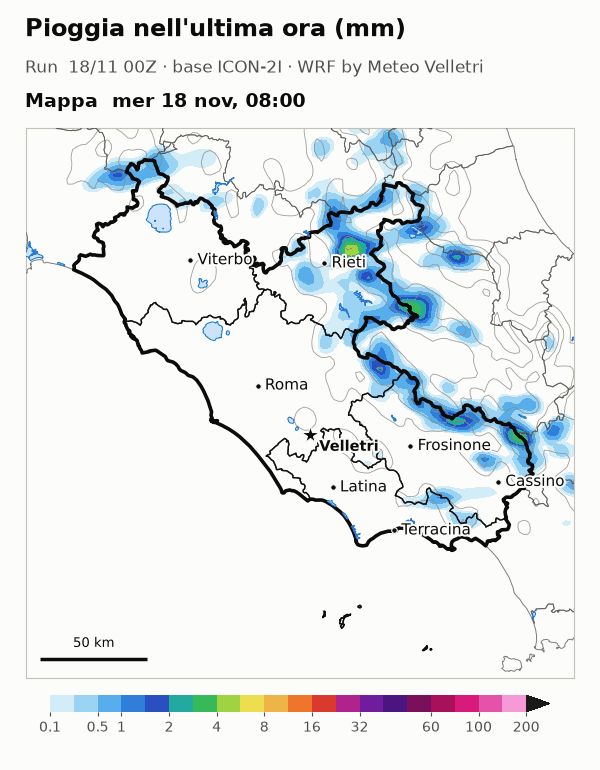 Pioggia nell'ultima ora (mm)
Run  18/11 00Z · base ICON-2I · WRF by Meteo Velletri
Mappa  mer 18 nov, 08:00
Viterbo
Rieti
Roma
Velletri
Frosinone
Latina
Cassino
Terracina
50 km
0.1 0.5 1 2 4 8 16 32 60 100 200